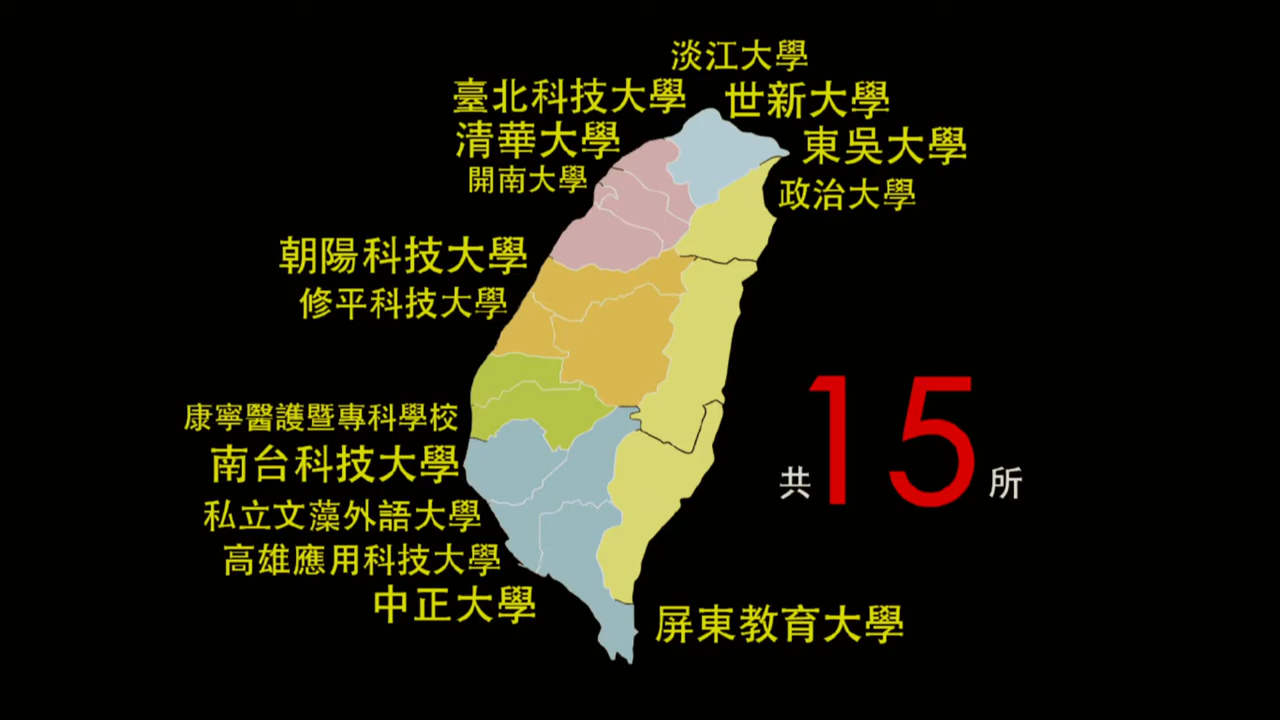 淡江大學
臺北科技大學
世新大學
清華大學
東吳大學
開南大學
政治大學
朝陽科技大學
修平科技大學
康寧醫護暨專科學校
南台科技大學
共15所
私立文藻外語大學
高雄應用科技大學
中正大學
屏東教育大學